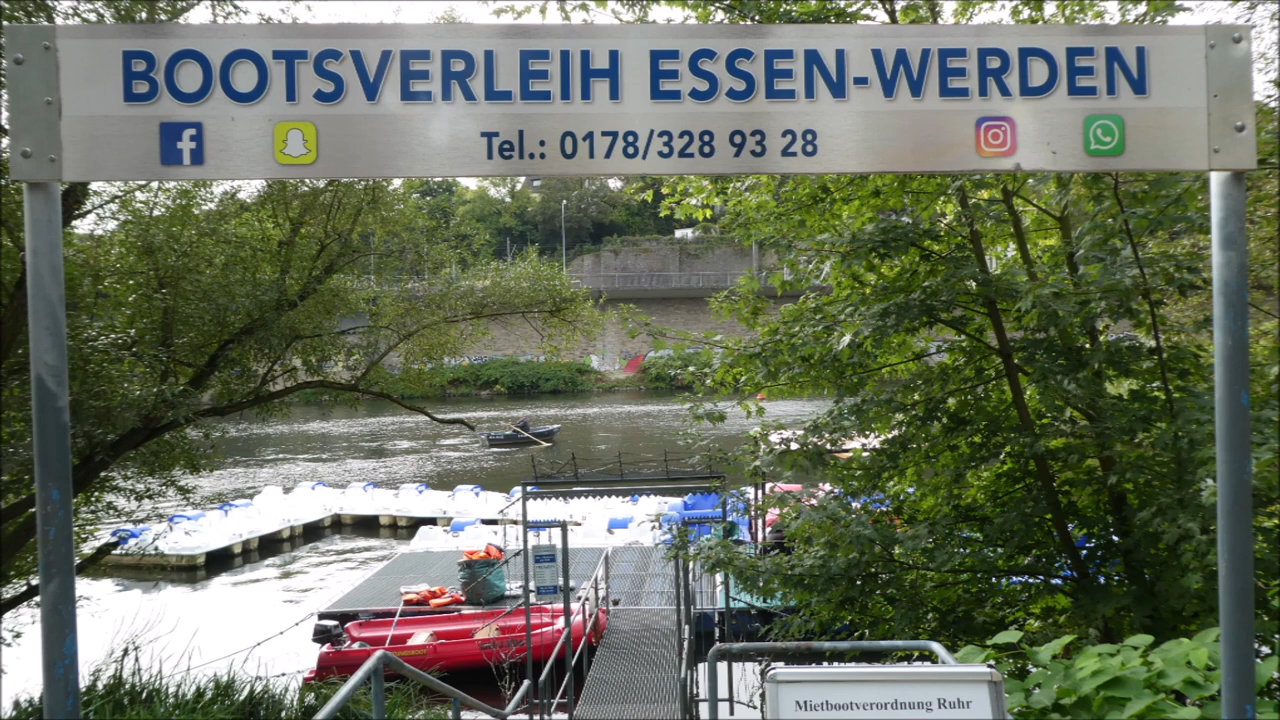 BOOTSVERLEIH ESSEN-WERDEN
Tel.: 0178/328 93 28
Mietbootverordnung Ruhr